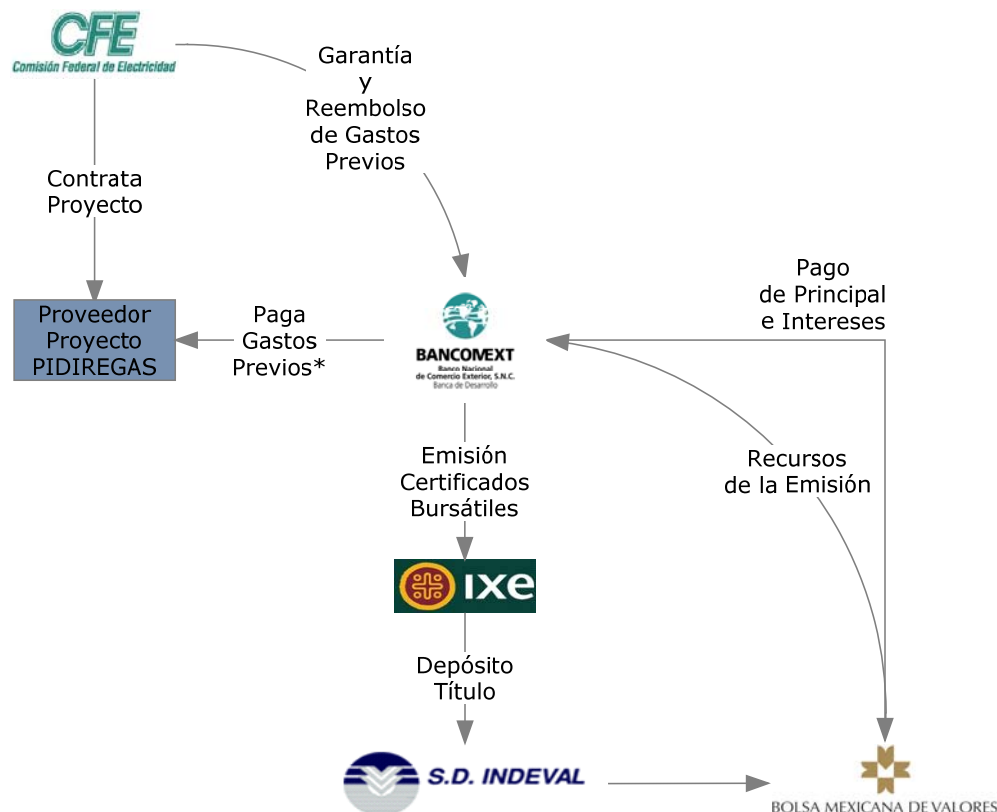 CFE
Comisión Federal de Electricidad
Garantía
y
Reembolso
de Gastos
Previos
Contrata
Proyecto
Proveedor
Proyecto
PIDIREGAS
Paga
Gastos
Previos*
BANCOMEXT
Banco Nacional
de Comercio Exterior, S.N.C.
Banca de Desarrollo
Pago
de Principal
e Intereses
Recursos
de la Emisión
Emisión
Certificados
Bursátiles
ixe
Depósito
Título
S.D. INDEVAL
BOLSA MEXICANA DE VALORES